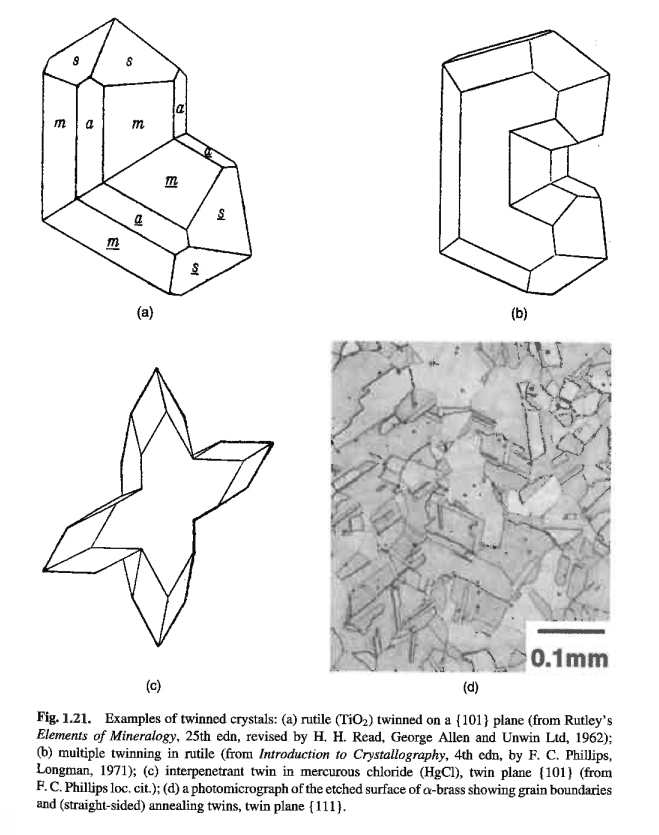 s
s
m
a
m
a
a
m
a
s
m
s
(a)
(b)
(c)
0.1mm
(d)
Fig. 1.21. Examples of twinned crystals: (a) rutile (TiO₂) twinned on a {101} plane (from Rutley's
Elements of Mineralogy, 25th edn, revised by H. H. Read, George Allen and Unwin Ltd, 1962);
(b) multiple twinning in rutile (from Introduction to Crystallography, 4th edn, by F. C. Phillips,
Longman, 1971); (c) interpenetrant twin in mercurous chloride (HgCl), twin plane {101} (from
F. C. Phillips loc. cit.); (d) a photomicrograph of the etched surface of α-brass showing grain boundaries
and (straight-sided) annealing twins, twin plane {111}.